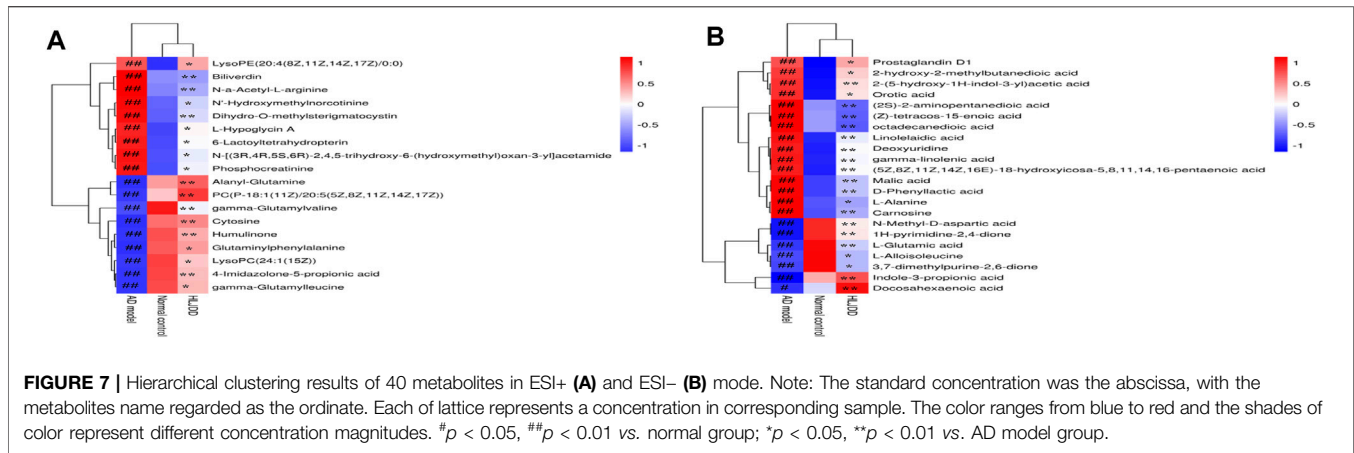 A
LysoPE(20:4(8Z,11Z,14Z,17Z)/0:0)
Biliverdin
N-a-Acetyl-L-arginine
N'-Hydroxymethylnorcotinine
Dihydro-O-methylsterigmatocystin
L-Hypoglycin A
6-Lactoyltetrahydropterin
N-[(3R,4R,5S,6R)-2,4,5-trihydroxy-6-(hydroxymethyl)oxan-3-yl]acetamide
Phosphocreatinine
Alanyl-Glutamine
PC(P-18:1(11Z)/20:5(5Z,8Z,11Z,14Z,17Z))
gamma-Glutamylvaline
Cytosine
Humulinone
Glutaminylphenylalanine
LysoPC(24:1(15Z))
4-Imidazolone-5-propionic acid
gamma-Glutamylleucine
## *
## **
## **
## *
## **
## *
## *
## *
## *
## **
## **
## **
## **
## **
## *
## *
## **
## *
AD model
Normal control
HLJDD
1
0.5
0
-0.5
-1
B
Prostaglandin D1
2-hydroxy-2-methylbutanedioic acid
2-(5-hydroxy-1H-indol-3-yl)acetic acid
Orotic acid
(2S)-2-aminopentanedioic acid
(Z)-tetracos-15-enoic acid
octadecanedioic acid
Linolelaidic acid
Deoxyuridine
gamma-linolenic acid
(5Z,8Z,11Z,14Z,16E)-18-hydroxyicosa-5,8,11,14,16-pentaenoic acid
Malic acid
D-Phenyllactic acid
L-Alanine
Carnosine
N-Methyl-D-aspartic acid
1H-pyrimidine-2,4-dione
L-Glutamic acid
L-Alloisoleucine
3,7-dimethylpurine-2,6-dione
Indole-3-propionic acid
Docosahexaenoic acid
## *
## *
## **
## *
## **
## **
## **
## **
## **
## **
## **
## **
## **
## *
## **
## **
## **
## **
## *
## *
## **
# **
AD model
Normal control
HLJDD
1
0.5
0
-0.5
-1
FIGURE 7 | Hierarchical clustering results of 40 metabolites in ESI+ (A) and ESI− (B) mode. Note: The standard concentration was the abscissa, with the
metabolites name regarded as the ordinate. Each of lattice represents a concentration in corresponding sample. The color ranges from blue to red and the shades of
color represent different concentration magnitudes. #p < 0.05, ##p < 0.01 vs. normal group; *p < 0.05, **p < 0.01 vs. AD model group.